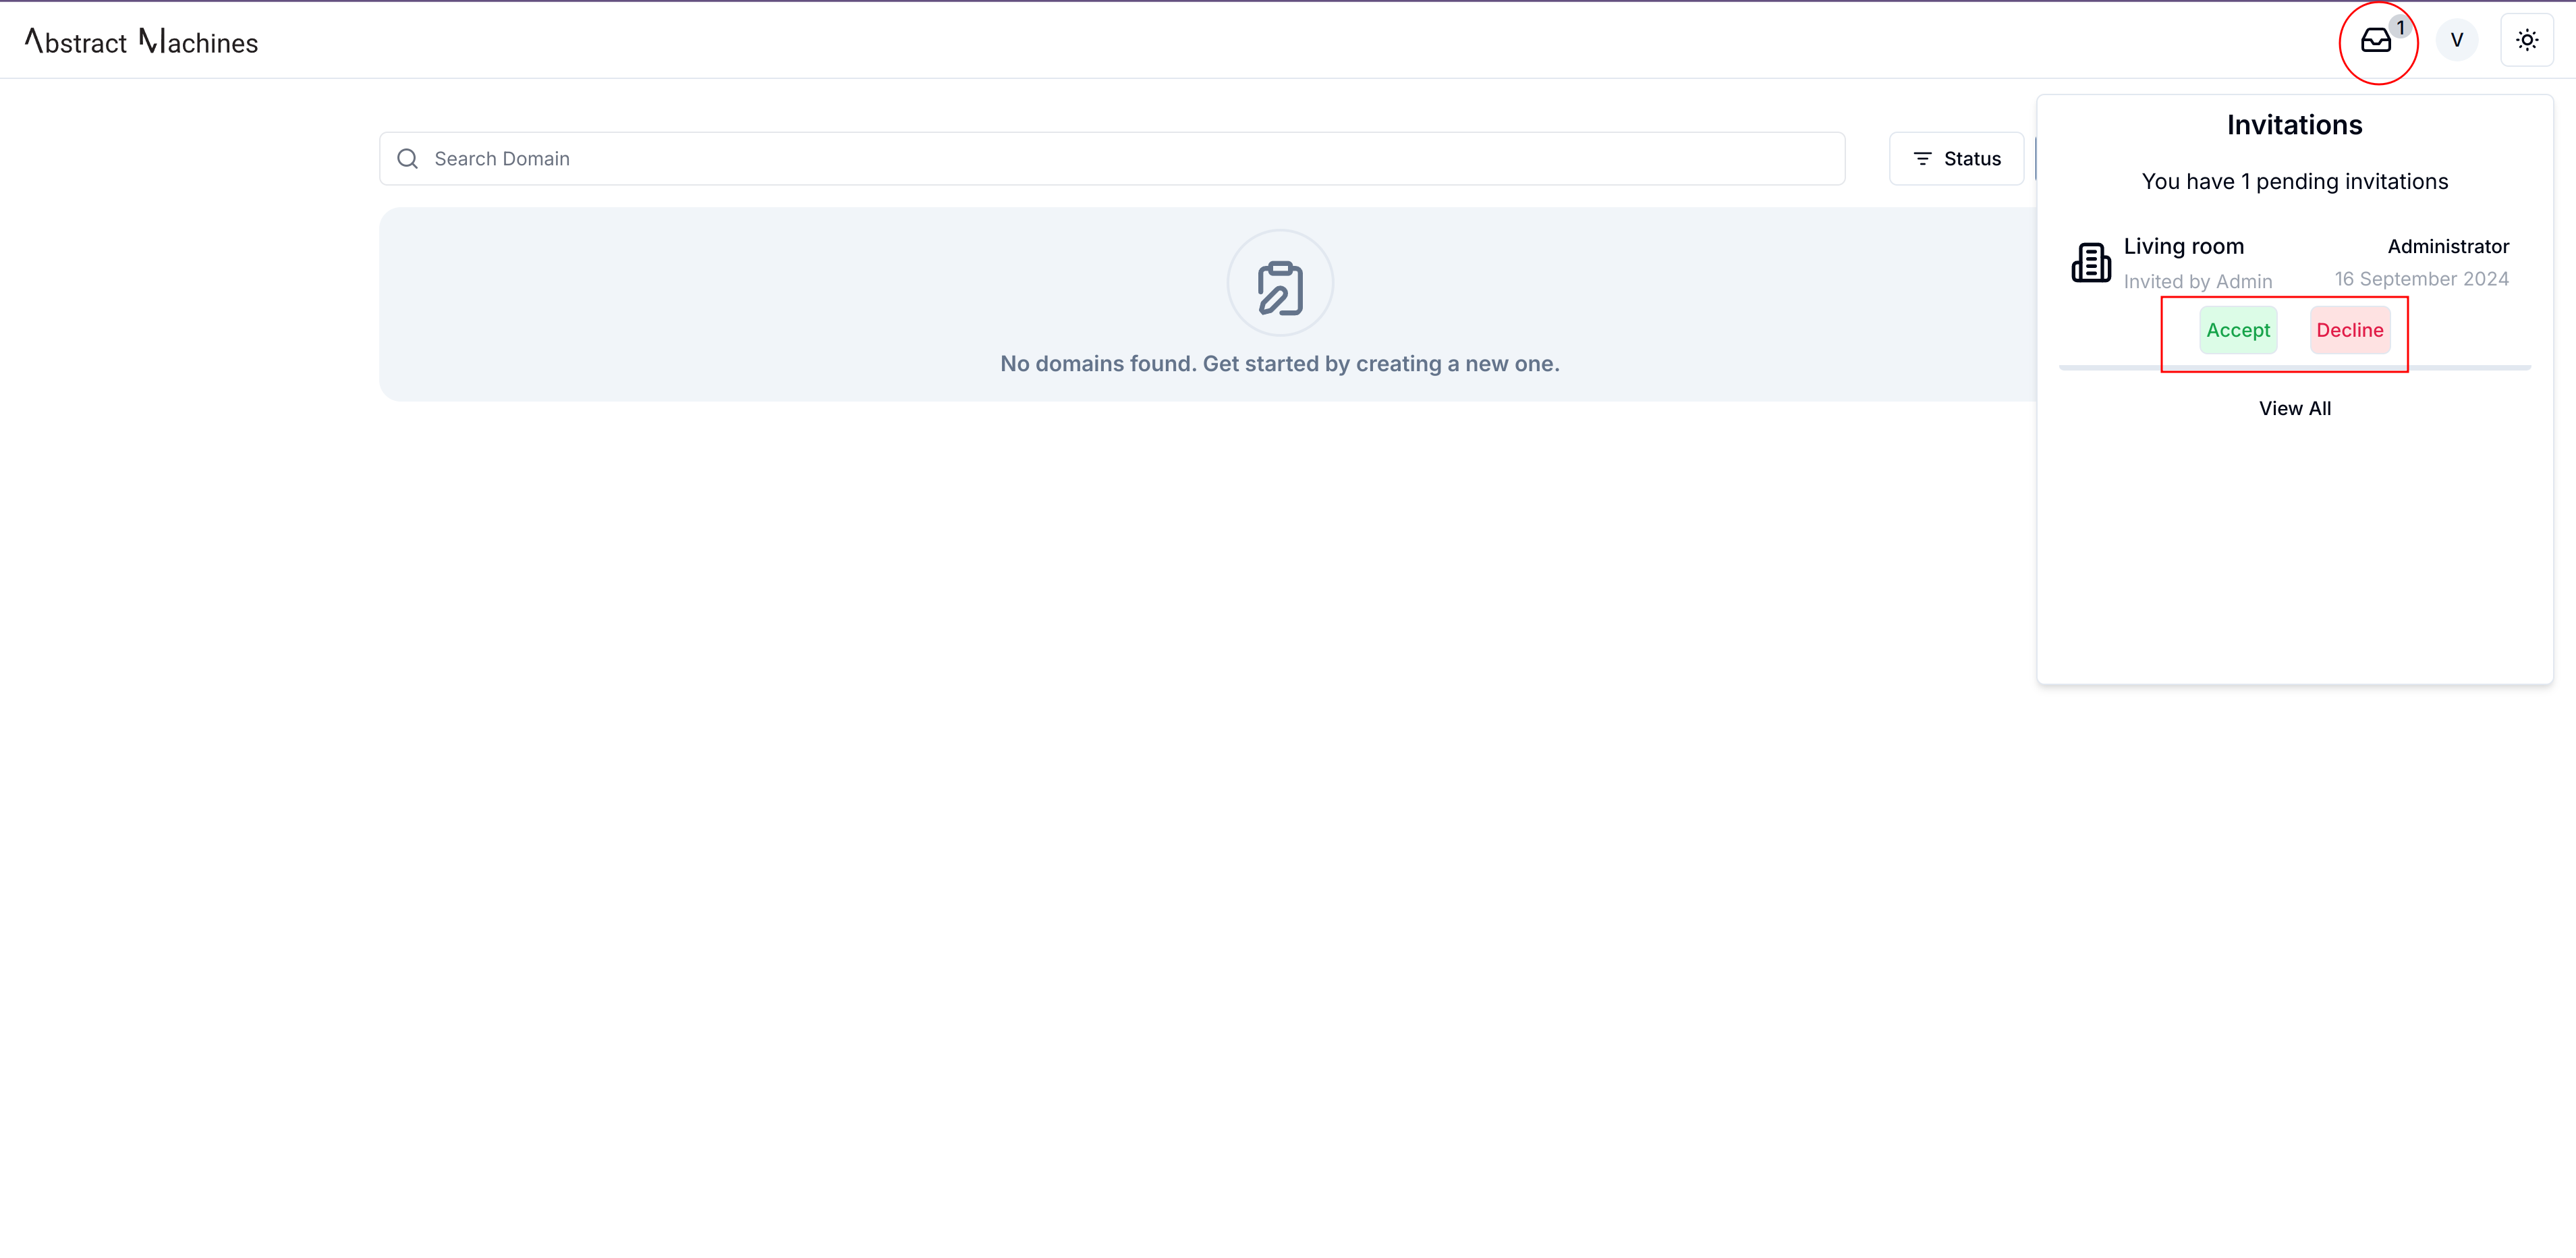 Abstract Machines
1
V
Search Domain
Status
No domains found. Get started by creating a new one.
Invitations
You have 1 pending invitations
Living room
Administrator
Invited by Admin
16 September 2024
Accept
Decline
View All